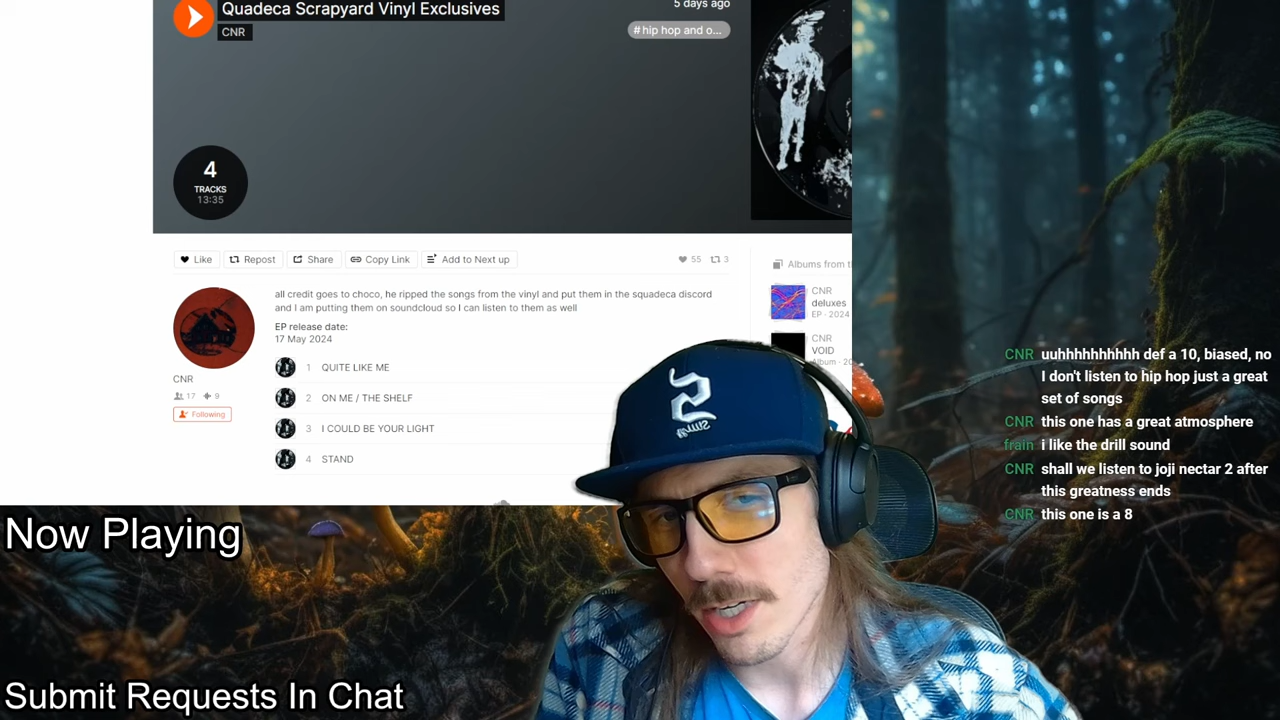 Quadeca Scrapyard Vinyl Exclusives
CNR
5 days ago
# hip hop and o...
4
TRACKS
13:35
Like
Repost
Share
Copy Link
Add to Next up
55
3
all credit goes to choco, he ripped the songs from the vinyl and put them in the squadeca discord
and I am putting them on soundcloud so I can listen to them as well
EP release date:
17 May 2024
1 QUITE LIKE ME
2 ON ME / THE SHELF
3 I COULD BE YOUR LIGHT
4 STAND
CNR
17 9
Following
Albums from t
CNR
deluxes
EP · 2024
CNR
VOID
Album · 20
CNR uuhhhhhhhhhh def a 10, biased, no
I don't listen to hip hop just a great
set of songs
CNR this one has a great atmosphere
frain i like the drill sound
CNR shall we listen to joji nectar 2 after
this greatness ends
CNR this one is a 8
Now Playing
Submit Requests In Chat